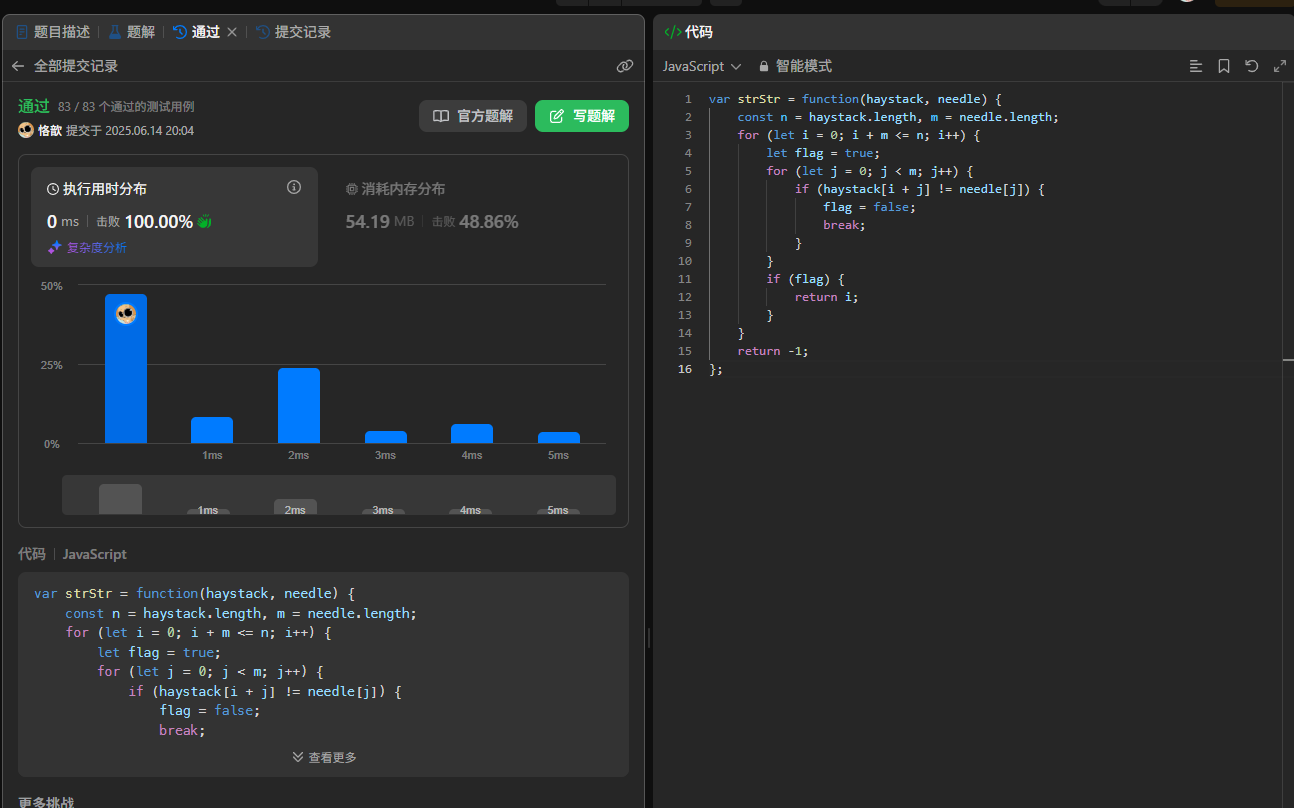 题目描述 题解 通过 提交记录
全部提交记录
通过 83 / 83 个通过的测试用例
恪歆 提交于 2025.06.14 20:04
官方题解 写题解
执行用时分布
0 ms 击败 100.00%
复杂度分析
消耗内存分布
54.19 MB 击败 48.86%
50%
25%
0%
1ms 2ms 3ms 4ms 5ms
1ms 2ms 3ms 4ms 5ms
代码 JavaScript
var strStr = function(haystack, needle) {
    const n = haystack.length, m = needle.length;
    for (let i = 0; i + m <= n; i++) {
        let flag = true;
        for (let j = 0; j < m; j++) {
            if (haystack[i + j] != needle[j]) {
                flag = false;
                break;
查看更多
更多挑战
</> 代码
JavaScript 智能模式
1 var strStr = function(haystack, needle) {
2     const n = haystack.length, m = needle.length;
3     for (let i = 0; i + m <= n; i++) {
4         let flag = true;
5         for (let j = 0; j < m; j++) {
6             if (haystack[i + j] != needle[j]) {
7                 flag = false;
8                 break;
9             }
10         }
11         if (flag) {
12             return i;
13         }
14     }
15     return -1;
16 };